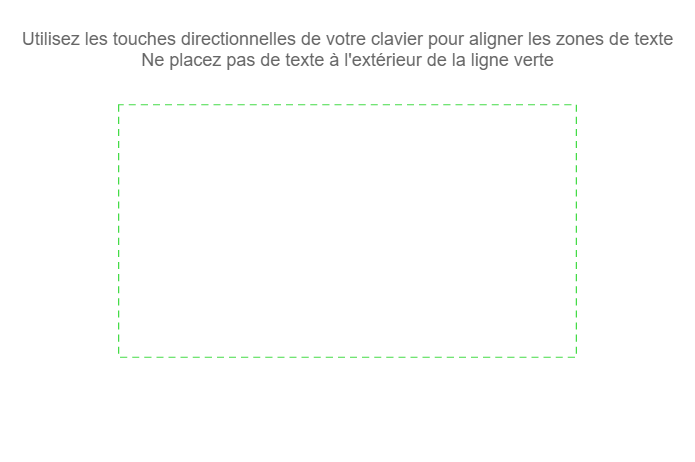 Utilisez les touches directionnelles de votre clavier pour aligner les zones de texte
Ne placez pas de texte à l'extérieur de la ligne verte